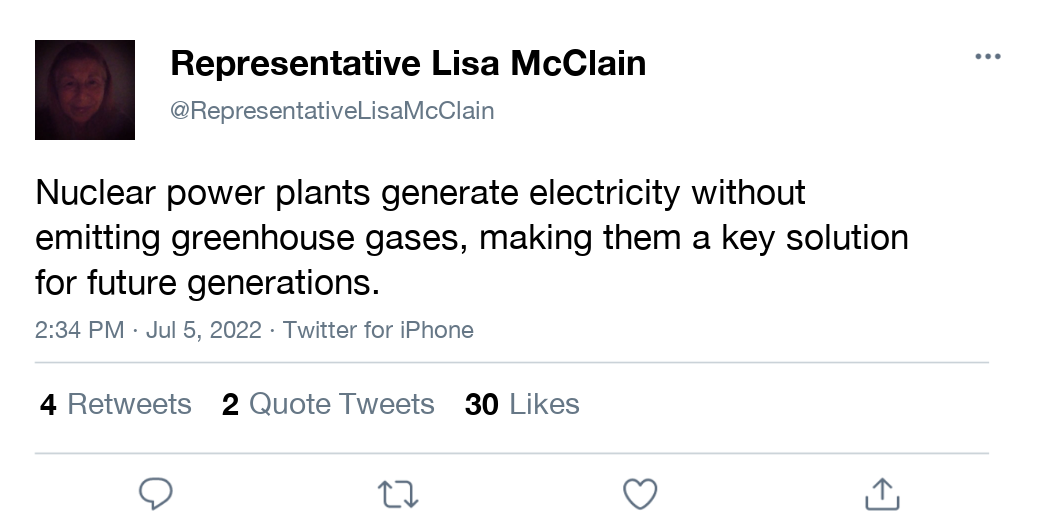 Representative Lisa McClain
@RepresentativeLisaMcClain
Nuclear power plants generate electricity without
emitting greenhouse gases, making them a key solution
for future generations.
2:34 PM · Jul 5, 2022 · Twitter for iPhone
4 Retweets 2 Quote Tweets 30 Likes